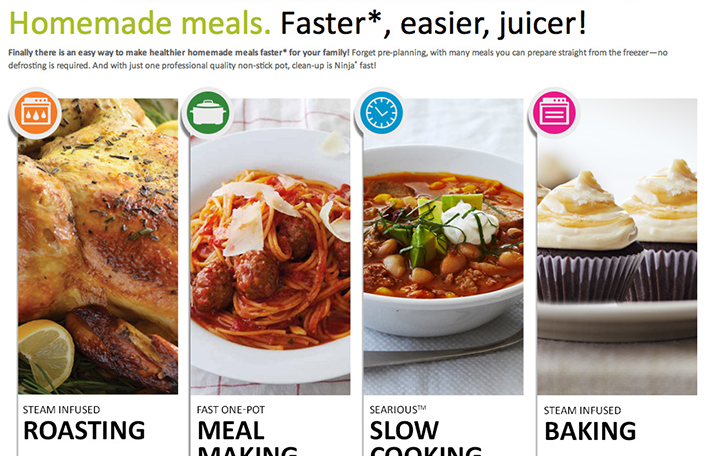 Homemade meals. Faster*, easier, juicer!
Finally there is an easy way to make healthier homemade meals faster* for your family! Forget pre-planning, with many meals you can prepare straight from the freezer—no
defrosting is required. And with just one professional quality non-stick pot, clean-up is Ninja® fast!
STEAM INFUSED
ROASTING
FAST ONE-POT
MEAL
MAKING
SEARIOUS™
SLOW
COOKING
STEAM INFUSED
BAKING